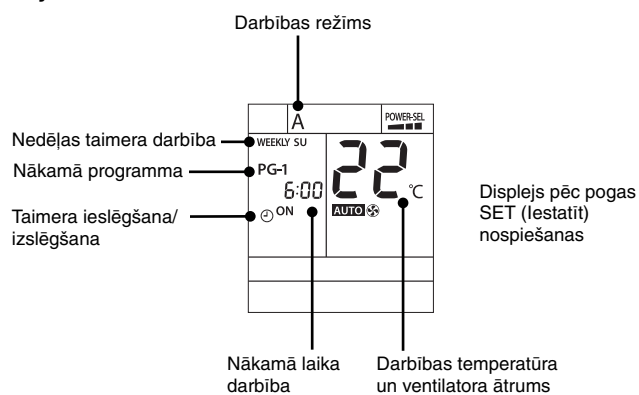 Darbības režīms
A
POWER-SEL
Nedēļas taimera darbība
WEEKLY SU
Nākamā programma
PG-1
22
°C
6:00
Taimera ieslēgšana/
izslēgšana
ON
AUTO
Displejs pēc pogas
SET (Iestatīt)
nospiešanas
Nākamā laika
darbība
Darbības temperatūra
un ventilatora ātrums